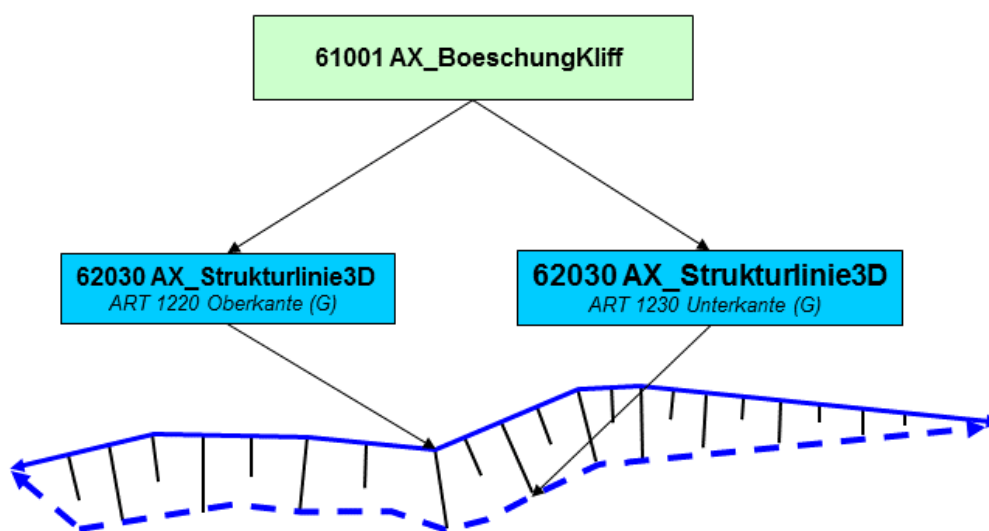 61001 AX_BoeschungKliff
62030 AX_Strukturlinie3D
ART 1220 Oberkante (G)
62030 AX_Strukturlinie3D
ART 1230 Unterkante (G)